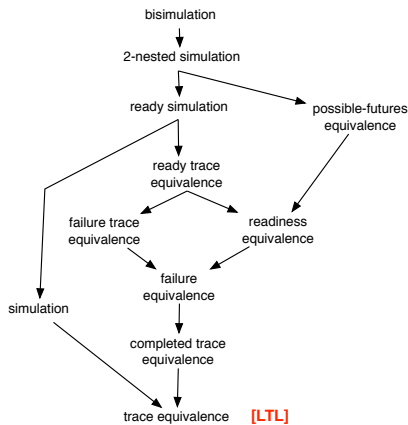 bisimulation
2-nested simulation
ready simulation
possible-futures
equivalence
ready trace
equivalence
failure trace
equivalence
readiness
equivalence
failure
equivalence
simulation
completed trace
equivalence
trace equivalence [LTL]